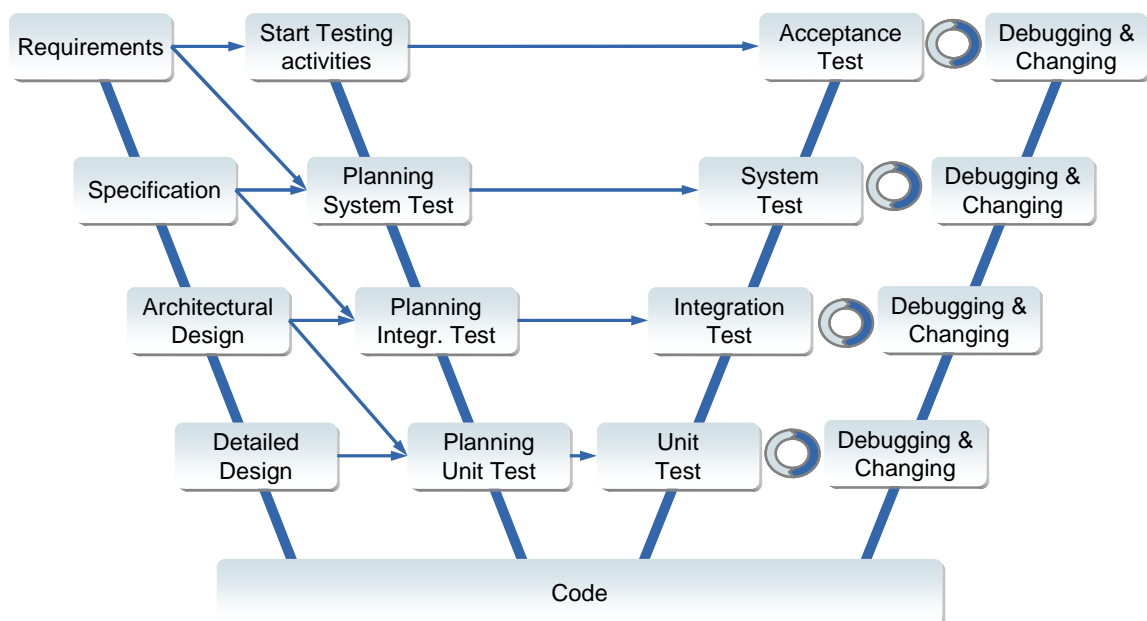 Requirements
Start Testing
activities
Acceptance
Test
Debugging &
Changing
Specification
Planning
System Test
System
Test
Debugging &
Changing
Architectural
Design
Planning
Integr. Test
Integration
Test
Debugging &
Changing
Detailed
Design
Planning
Unit Test
Unit
Test
Debugging &
Changing
Code